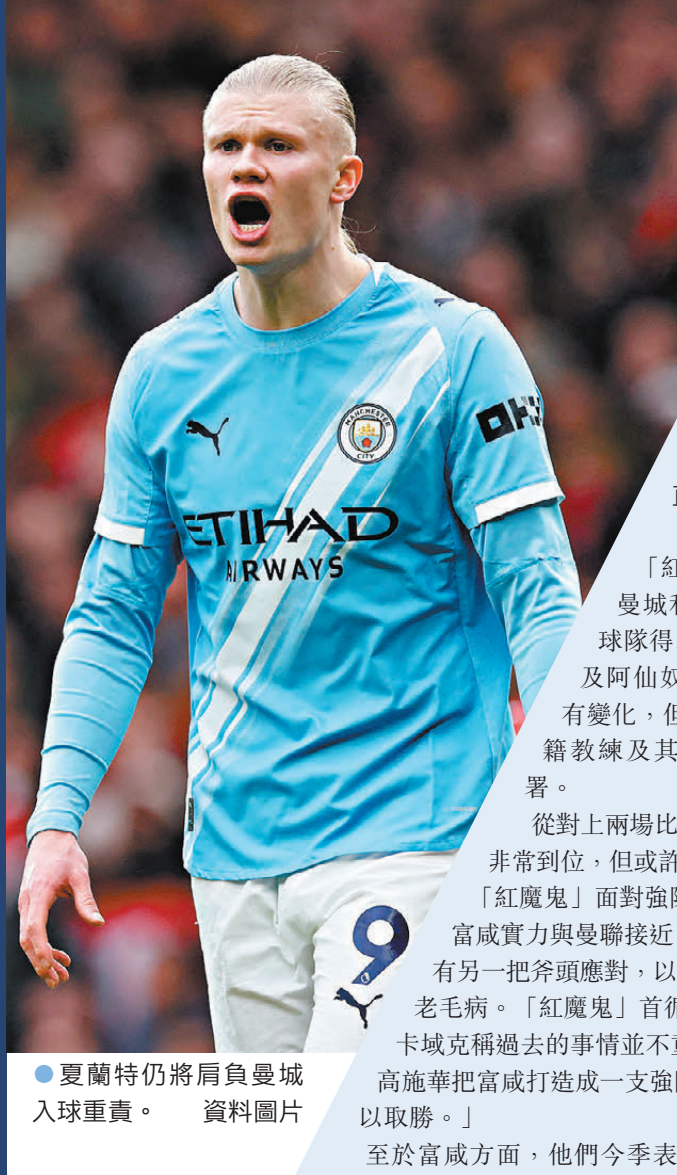 MANCHESTER
CITY
ETIHAD
AIRWAYS
9
●夏蘭特仍將肩負曼城
入球重責。 資料圖片
「紅
曼城
球隊得
及阿仙奴
有變化，但
籍教練及其
署。
從對上兩場比
非常到位，但或許
「紅魔鬼」面對強
富咸實力與曼聯接近
有另一把斧頭應對，以
老毛病。「紅魔鬼」首
卡域克稱過去的事情並不
高施華把富咸打造成一支強
以取勝。」
至於富咸方面，他們今季表